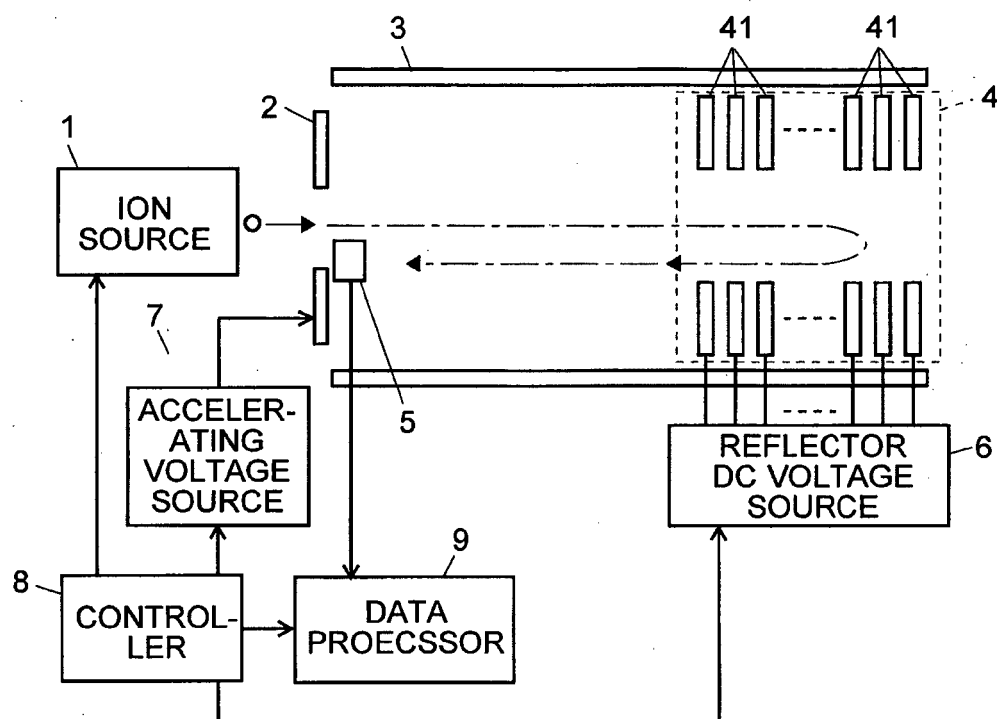 3
41
41
2
4
1
ION
SOURCE
7
5
ACCELER-
ATING
VOLTAGE
SOURCE
REFLECTOR
DC VOLTAGE
SOURCE
6
8
9
CONTROL-
LER
DATA
PROECSSOR